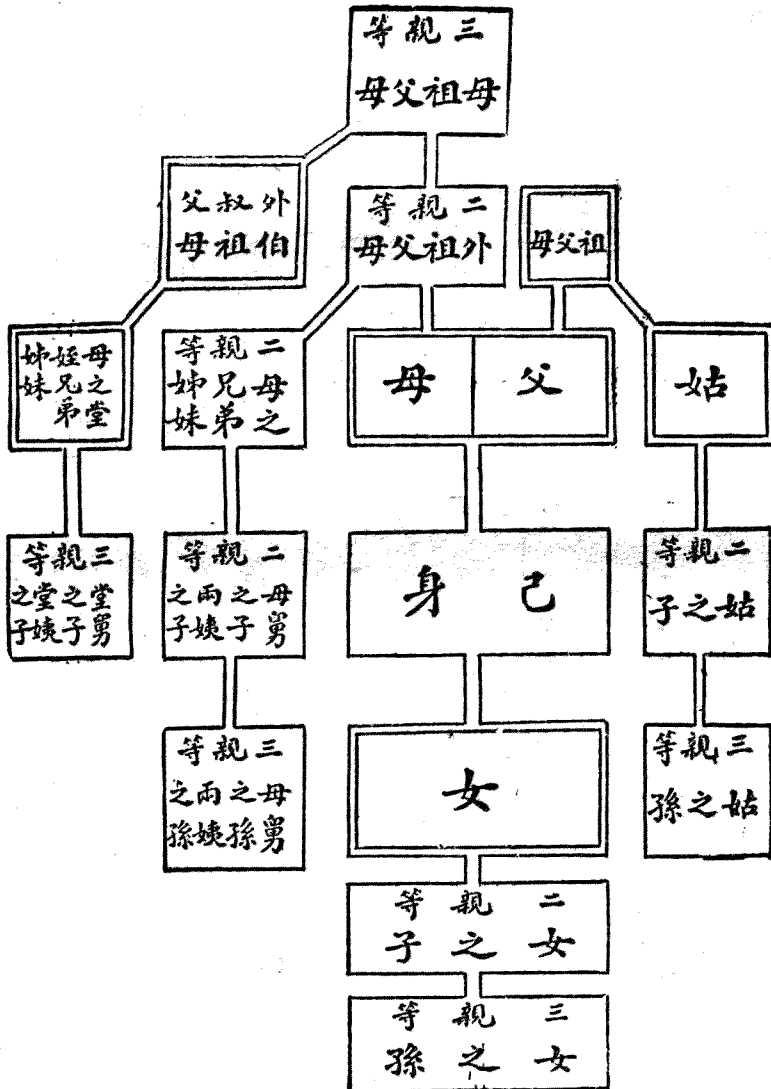 三親等
母祖父母
外伯
叔祖
父母
二親等
外祖父母
祖父母
母之堂
姪兄弟
姊妹
二親等
母之
兄弟
姊妹
父
母
姑
三親等
堂舅
之子
堂姨
之子
二親等
母舅
之子
兩姨
之子
己身
二親等
姑之子
三親等
母舅
之孫
兩姨
之孫
女
三親等
姑之孫
二親等
女之子
三親等
女之孫